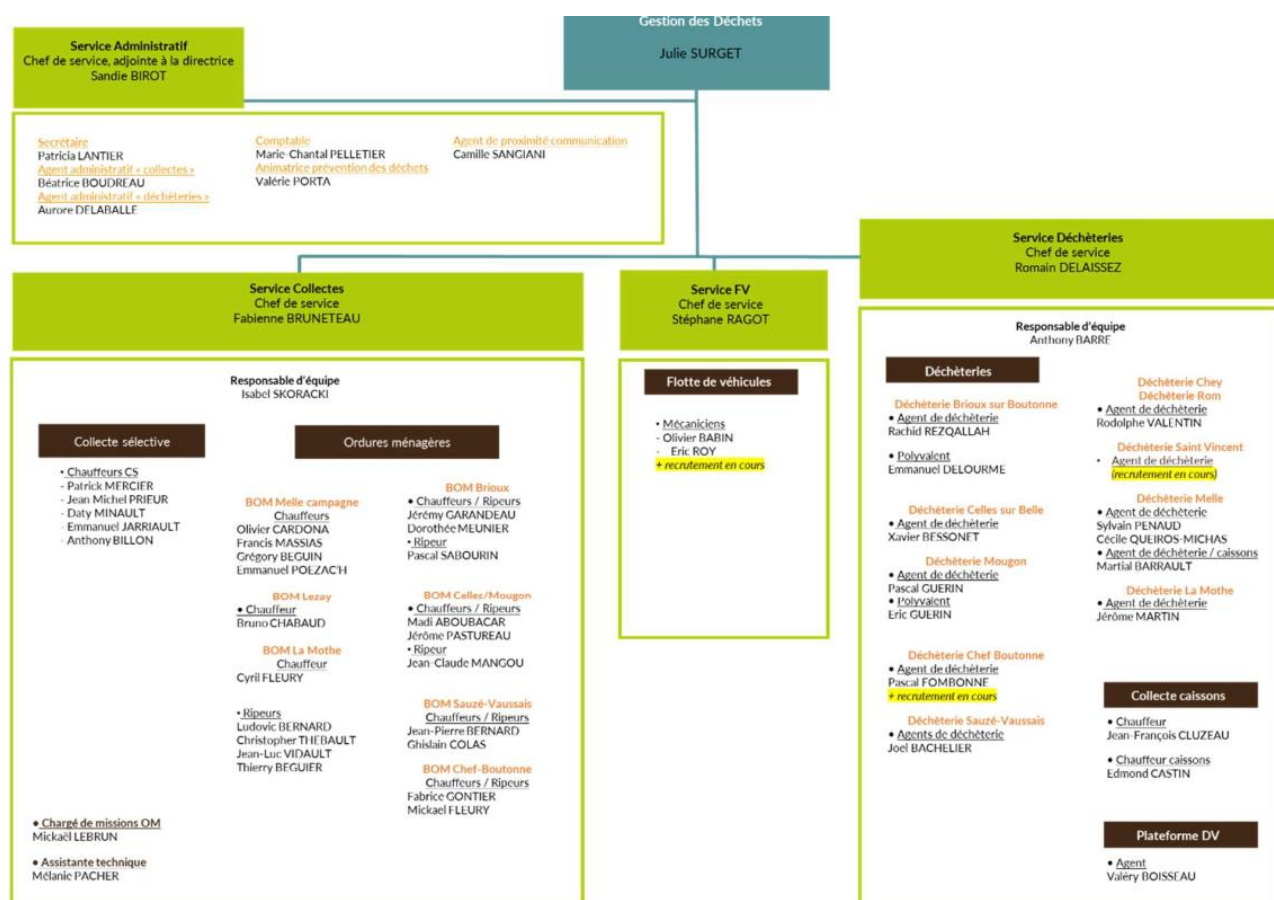 Gestion des Déchets
Julie SURGET
Service Administratif
Chef de service, adjointe à la directrice
Sandie BIROT
Secrétaire
Patricia LANTIER
Agent administratif « collectes »
Béatrice BOUDREAU
Agent administratif « déchèteries »
Aurore DELABALLE
Comptable
Marie-Chantal PELLETIER
Animatrice prévention des déchets
Valérie PORTA
Agent de proximité communication
Camille SANGIANI
Service Collectes
Chef de service
Fabienne BRUNETEAU
Responsable d'équipe
Isabel SKORACKI
Collecte sélective
• Chauffeurs CS
- Patrick MERCIER
- Jean Michel PRIEUR
- Daty MINAULT
- Emmanuel JARRIAULT
- Anthony BILLON
Ordures ménagères
BOM Melle campagne
Chauffeurs
Olivier CARDONA
Francis MASSIAS
Grégory BEGUIN
Emmanuel POEZAC'H
BOM Lezay
• Chauffeur
Bruno CHABAUD
BOM La Mothe
Chauffeur
Cyril FLEURY
• Ripeurs
Ludovic BERNARD
Christopher THEBAULT
Jean-Luc VIDAULT
Thierry BEGUIER
BOM Brioux
• Chauffeurs / Ripeurs
Jérémy GARANDEAU
Dorothée MEUNIER
• Ripeur
Pascal SABOURIN
BOM Celles/Mougon
• Chauffeurs / Ripeurs
Madi ABOUBACAR
Jérôme PASTUREAU
• Ripeur
Jean-Claude MANGOU
BOM Sauzé-Vaussais
Chauffeurs / Ripeurs
Jean-Pierre BERNARD
Ghislain COLAS
BOM Chef-Boutonne
Chauffeurs / Ripeurs
Fabrice GONTIER
Mickael FLEURY
• Chargé de missions OM
Mickaël LEBRUN
• Assistante technique
Mélanie PACHER
Service FV
Chef de service
Stéphane RAGOT
Flotte de véhicules
• Mécaniciens
- Olivier BABIN
- Eric ROY
+ recrutement en cours
Service Déchèteries
Chef de service
Romain DELAISSEZ
Responsable d'équipe
Anthony BARRE
Déchèteries
Déchèterie Brioux sur Boutonne
• Agent de déchèterie
Rachid REZQALLAH
• Polyvalent
Emmanuel DELOURME
Déchèterie Celles sur Belle
• Agent de déchèterie
Xavier BESSONET
Déchèterie Mougon
• Agent de déchèterie
Pascal GUERIN
• Polyvalent
Eric GUERIN
Déchèterie Chef Boutonne
• Agent de déchèterie
Pascal FOMBONNE
+ recrutement en cours
Déchèterie Sauzé-Vaussais
• Agents de déchèterie
Joel BACHELIER
Déchèterie Chey
Déchèterie Rom
• Agent de déchèterie
Rodolphe VALENTIN
Déchèterie Saint Vincent
• Agent de déchèterie
(recrutement en cours)
Déchèterie Melle
• Agent de déchèterie
Sylvain PENAUD
Cécile QUEIROS-MICHAS
• Agent de déchèterie / caissons
Martial BARRAULT
Déchèterie La Mothe
• Agent de déchèterie
Jérôme MARTIN
Collecte caissons
• Chauffeur
Jean-François CLUZEAU
• Chauffeur caissons
Edmond CASTIN
Plateforme DV
• Agent
Valéry BOISSEAU